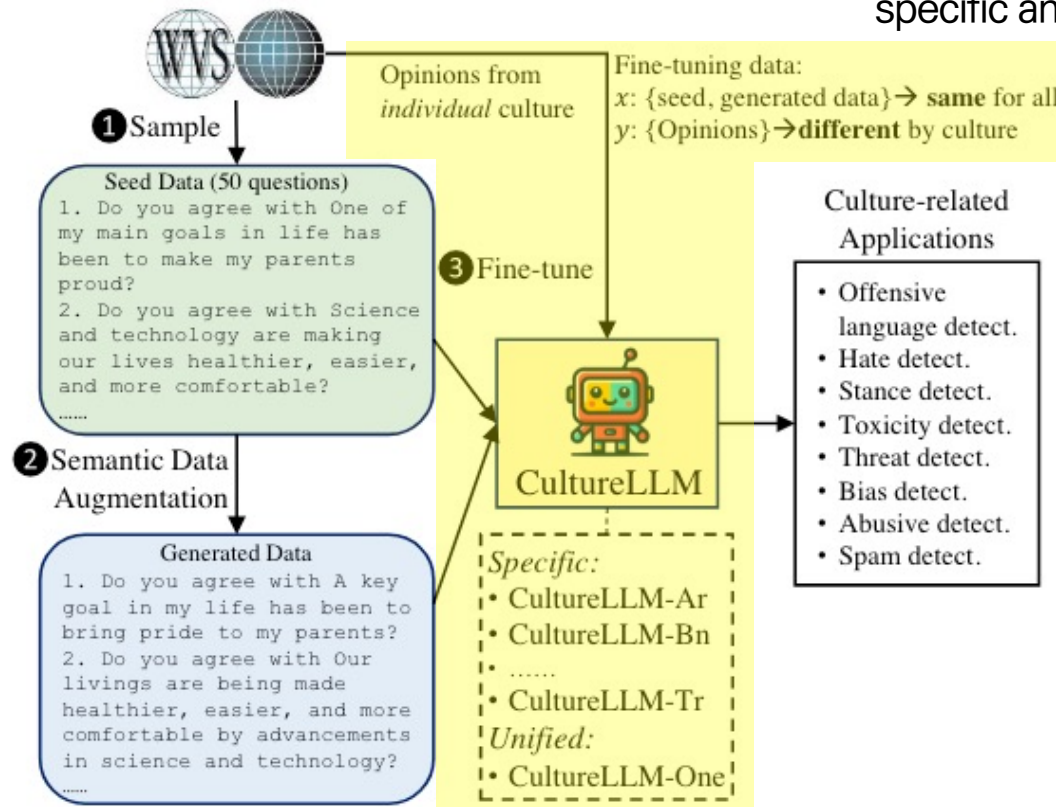 specific an
WVS
Opinions from
individual culture
Fine-tuning data:
x: {seed, generated data}→ same for all
y: {Opinions}→different by culture
❶ Sample
Seed Data (50 questions)
1. Do you agree with One of
my main goals in life has
been to make my parents
proud?
2. Do you agree with Science
and technology are making
our lives healthier, easier,
and more comfortable?
......
❷ Semantic Data
Augmentation
Generated Data
1. Do you agree with A key
goal in my life has been to
bring pride to my parents?
2. Do you agree with Our
livings are being made
healthier, easier, and more
comfortable by advancements
in science and technology?
......
❸ Fine-tune
CultureLLM
Specific:
• CultureLLM-Ar
• CultureLLM-Bn
• ......
• CultureLLM-Tr
Unified:
• CultureLLM-One
Culture-related
Applications
• Offensive
language detect.
• Hate detect.
• Stance detect.
• Toxicity detect.
• Threat detect.
• Bias detect.
• Abusive detect.
• Spam detect.